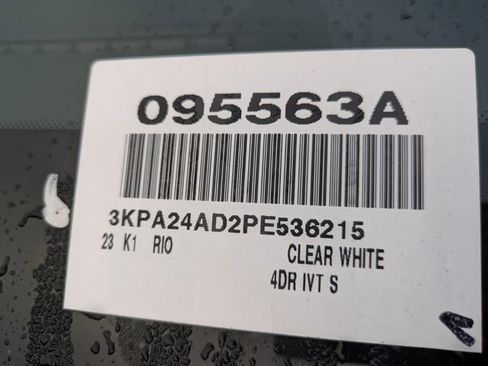 095563A
3KPA24AD2PE536215
23 K1 RIO CLEAR WHITE
4DR IVT S